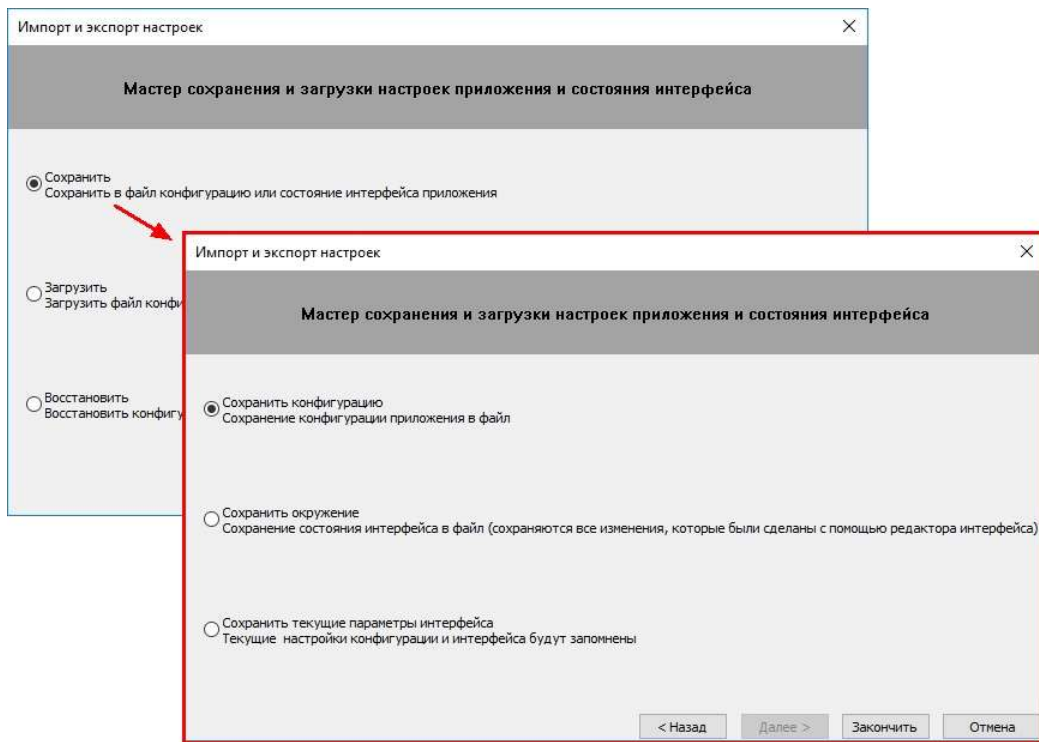 Импорт и экспорт настроек
Мастер сохранения и загрузки настроек приложения и состояния интерфейса
Сохранить
Сохранить в файл конфигурацию или состояние интерфейса приложения
Загрузить
Загрузить файл
Восстановить
Восстановить
Импорт и экспорт настроек
Мастер сохранения и загрузки настроек приложения и состояния интерфейса
Сохранить конфигурацию
Сохранение конфигурации приложения в файл
Сохранить окружение
Сохранение состояния интерфейса в файл (сохраняются все изменения, которые были сделаны с помощью редактора интерфейса)
Сохранить текущие параметры интерфейса
Текущие настройки конфигурации и интерфейса будут запомнены
< Назад
Далее >
Закончить
Отмена